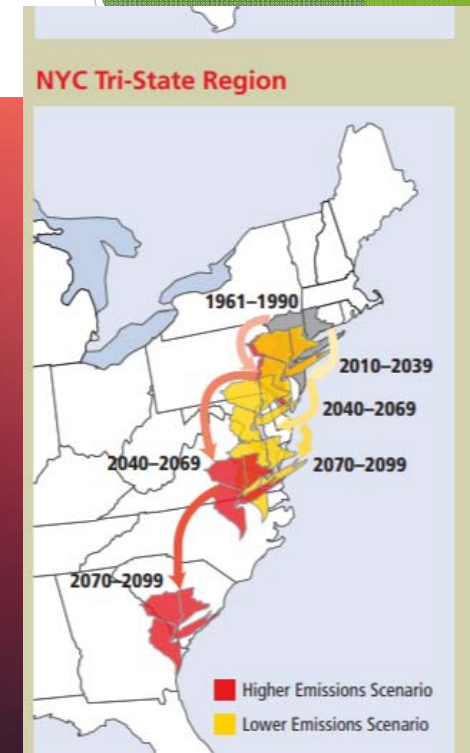 NYC Tri-State Region
1961–1990
2010–2039
2040–2069
2040–2069
2070–2099
2070–2099
Higher Emissions Scenario
Lower Emissions Scenario